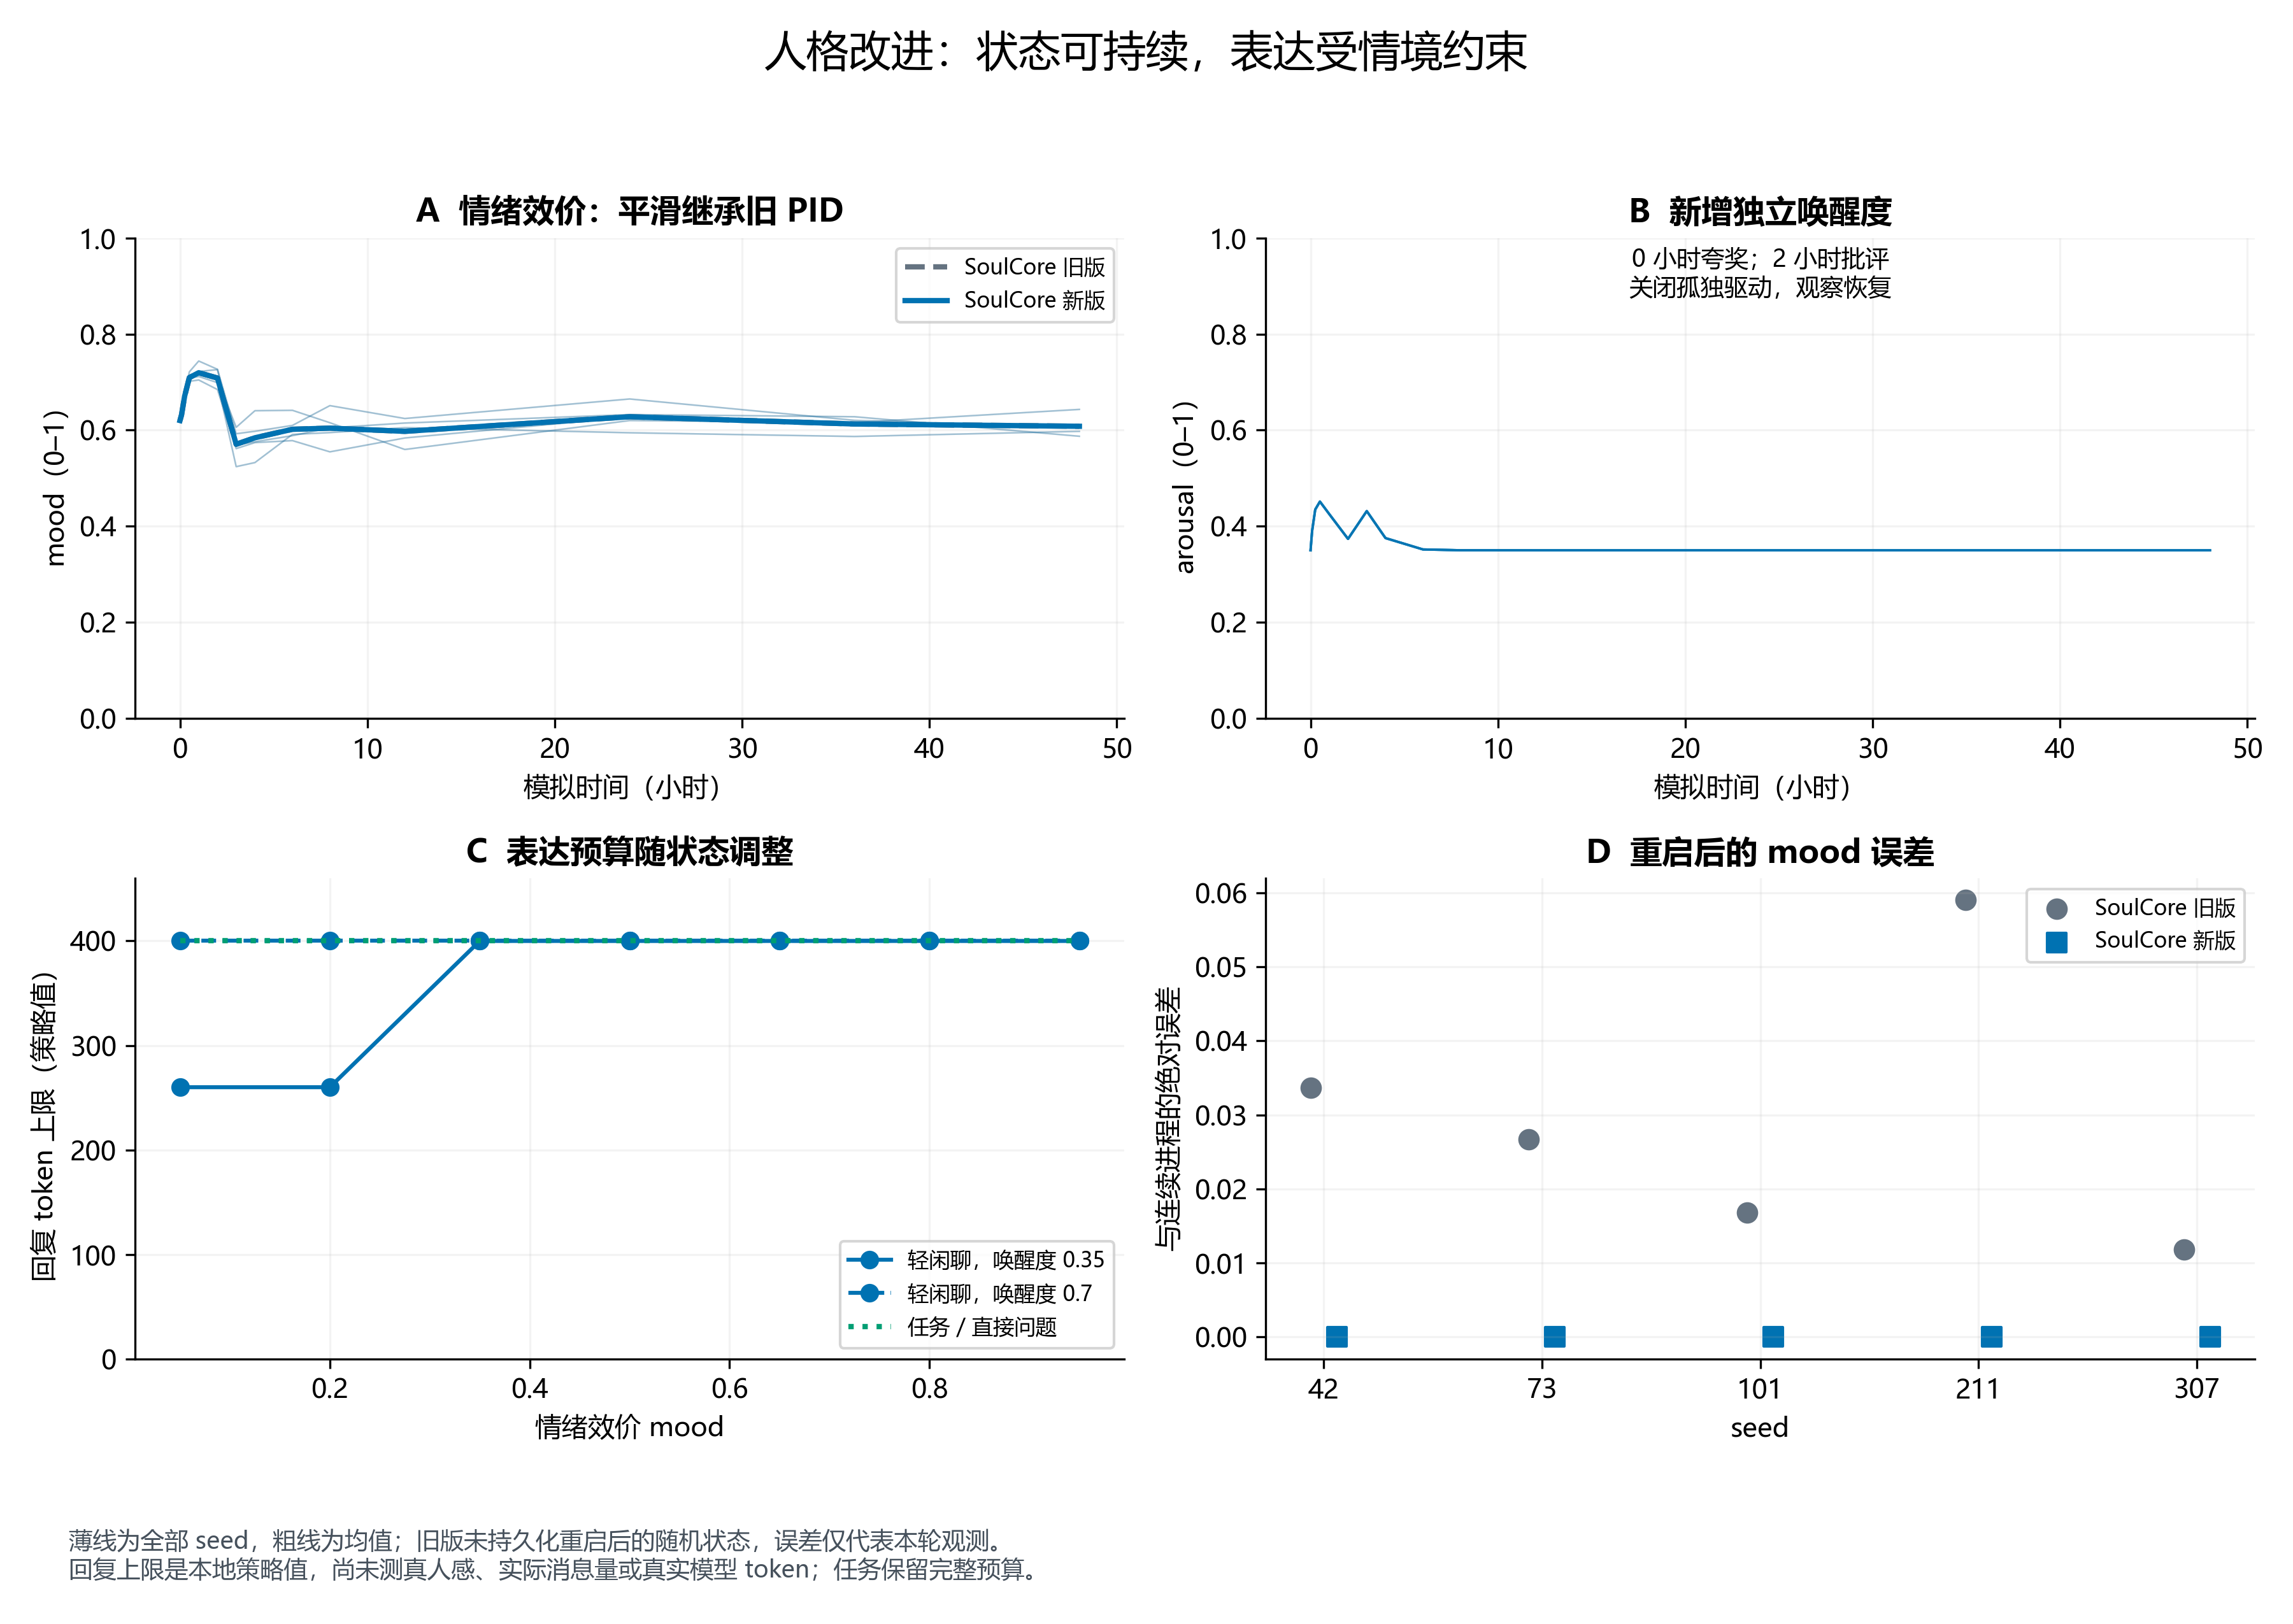 人格改进：状态可持续，表达受情境约束
A 情绪效价：平滑继承旧 PID
1.0
0.8
0.6
0.4
0.2
0.0
mood（0–1）
SoulCore 旧版
SoulCore 新版
0 10 20 30 40 50
模拟时间（小时）
B 新增独立唤醒度
0 小时夸奖；2 小时批评
关闭孤独驱动，观察恢复
1.0
0.8
0.6
0.4
0.2
0.0
arousal（0–1）
0 10 20 30 40 50
模拟时间（小时）
C 表达预算随状态调整
400
300
200
100
0
回复 token 上限（策略值）
轻闲聊，唤醒度 0.35
轻闲聊，唤醒度 0.7
任务 / 直接问题
0.2 0.4 0.6 0.8
情绪效价 mood
D 重启后的 mood 误差
0.06
0.05
0.04
0.03
0.02
0.01
0.00
与连续进程的绝对误差
SoulCore 旧版
SoulCore 新版
42 73 101 211 307
seed
薄线为全部 seed，粗线为均值；旧版未持久化重启后的随机状态，误差仅代表本轮观测。
回复上限是本地策略值，尚未测真人感、实际消息量或真实模型 token；任务保留完整预算。